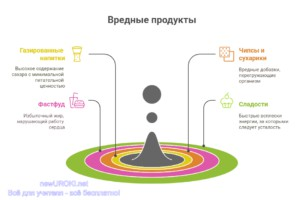 Вредные продукты
Газированные
напитки
Высокое содержание
сахара с минимальной
питательной
ценностью
Фастфуд
Избыточный жир,
нарушающий работу
сердца
Чипсы и
сухарики
Вредные добавки,
перегружающие
организм
Сладости
Быстрые всплески
энергии, за которыми
следует усталость.
newUROKI.net
Всё для учителя - всё бесплатно!